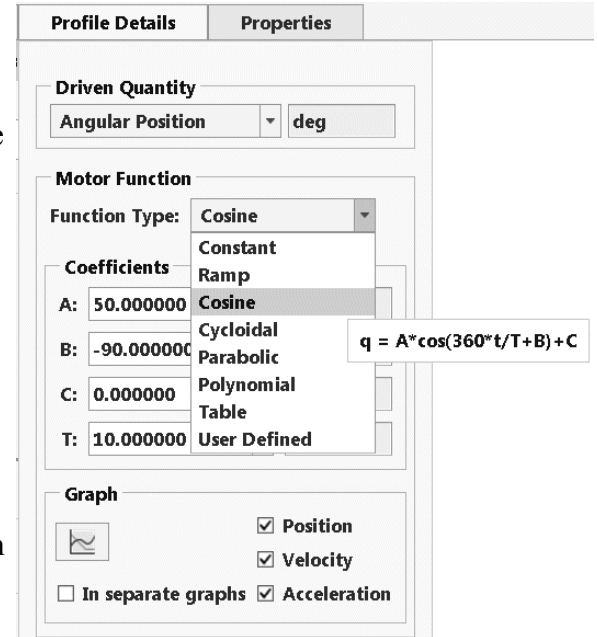 Profile Details Properties
Driven Quantity
Angular Position deg
Motor Function
Function Type: Cosine
Constant
Ramp
Cosine
Cycloidal
Parabolic
Polynomial
Table
User Defined
q = A*cos(360*t/T+B)+C
Coefficients
A: 50.000000
B: -90.000000
C: 0.000000
T: 10.000000
Graph
Position
Velocity
In separate graphs Acceleration